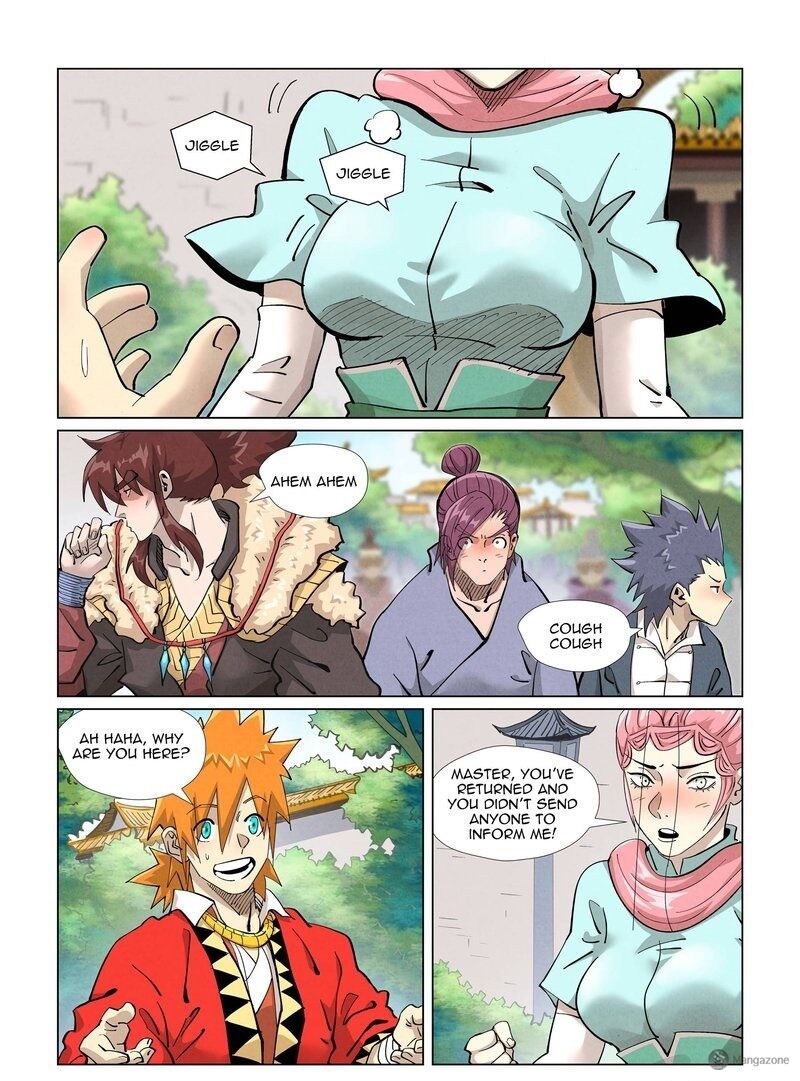 JIGGLE
JIGGLE
AHEM AHEM
COUGH
COUGH
AH HAHA, WHY
ARE YOU HERE?
MASTER, YOU'VE
RETURNED AND
YOU DIDN'T SEND
ANYONE TO
INFORM ME!
Mangazone